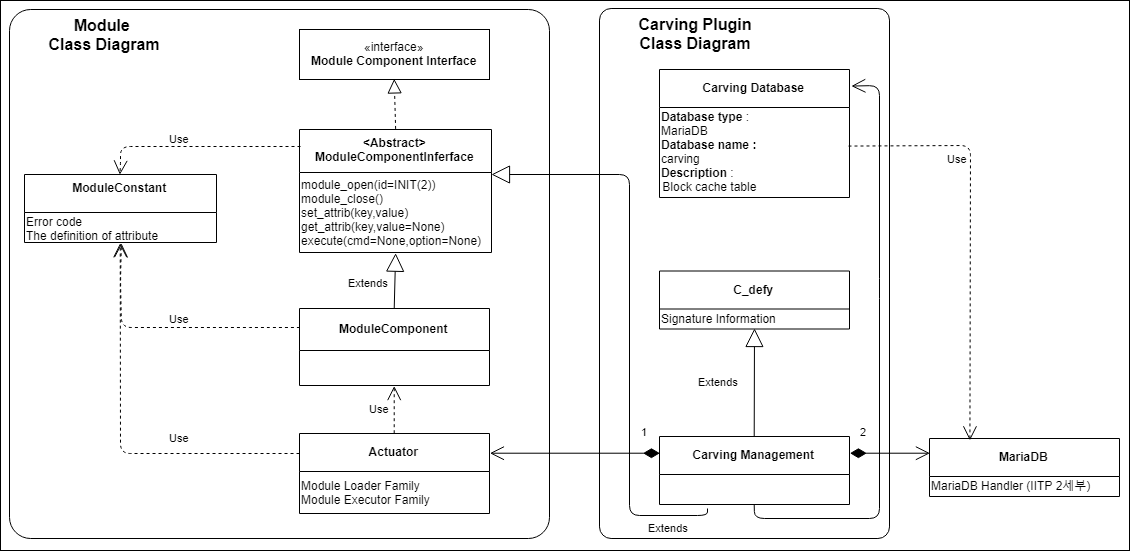 Module
Class Diagram
«interface»
Module Component Interface
<Abstract>
ModuleComponentInferface
module_open(id=INIT(2))
module_close()
set_attrib(key,value)
get_attrib(key,value=None)
execute(cmd=None,option=None)
Use
ModuleConstant
Error code
The definition of attribute
Extends
Use
ModuleComponent
Use
Use
Actuator
Module Loader Family
Module Executor Family
Carving Plugin
Class Diagram
Carving Database
Database type :
MariaDB
Database name :
carving
Description :
Block cache table
Use
C_defy
Signature Information
Extends
1
2
Carving Management
Extends
MariaDB
MariaDB Handler (IITP 2세부)